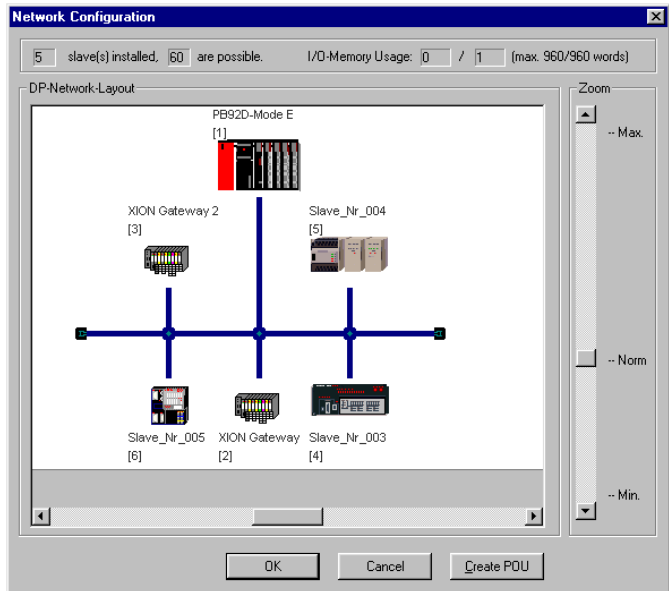 Network Configuration
5 slave(s) installed, 60 are possible. I/O-Memory Usage: 0 / 1 (max. 960/960 words)
DP-Network-Layout
Zoom
PB92D-Mode E
[1]
-- Max.
XION Gateway 2
Slave_Nr_004
[3]
[5]
-- Norm
Slave_Nr_005 XION Gateway Slave_Nr_003
[6] [2] [4]
-- Min.
OK Cancel Create POU